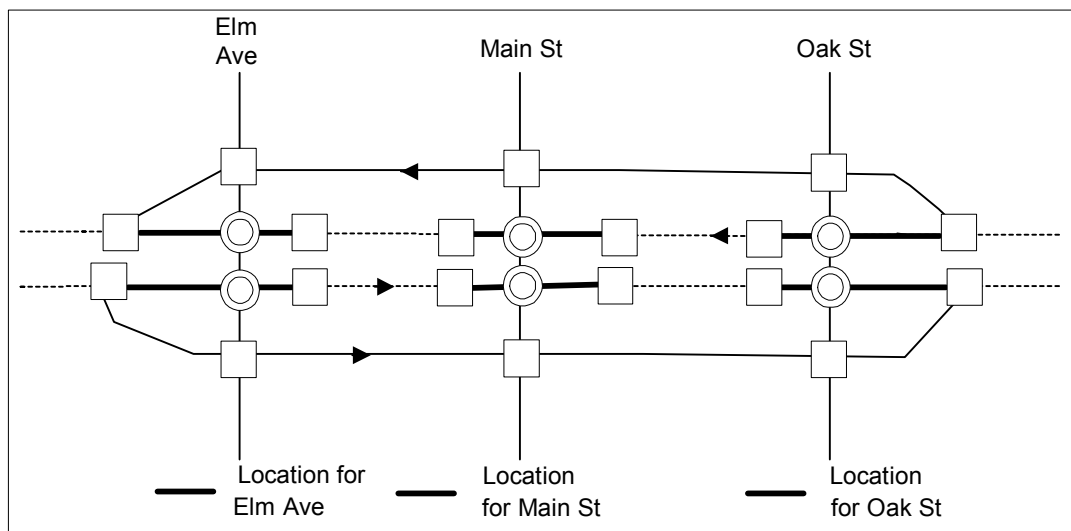 Elm
Ave
Main St
Oak St
Location for
Elm Ave
Location
for Main St
Location
for Oak St